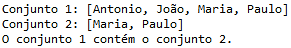 Conjunto 1: [Antonio, João, Maria, Paulo]
Conjunto 2: [Maria, Paulo]
O conjunto 1 contém o conjunto 2.